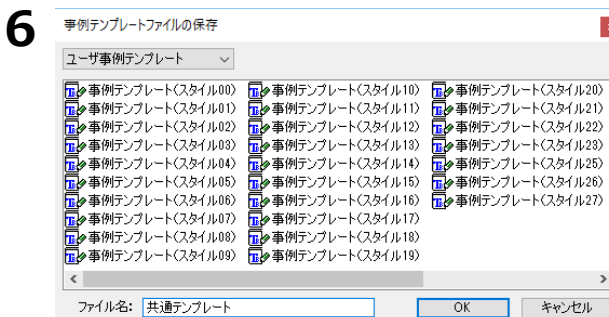 6
事例テンプレートファイルの保存
ユーザ事例テンプレート
事例テンプレート(スタイル00) 事例テンプレート(スタイル10) 事例テンプレート(スタイル20)
事例テンプレート(スタイル01) 事例テンプレート(スタイル11) 事例テンプレート(スタイル21)
事例テンプレート(スタイル02) 事例テンプレート(スタイル12) 事例テンプレート(スタイル22)
事例テンプレート(スタイル03) 事例テンプレート(スタイル13) 事例テンプレート(スタイル23)
事例テンプレート(スタイル04) 事例テンプレート(スタイル14) 事例テンプレート(スタイル25)
事例テンプレート(スタイル05) 事例テンプレート(スタイル15) 事例テンプレート(スタイル26)
事例テンプレート(スタイル06) 事例テンプレート(スタイル16) 事例テンプレート(スタイル27)
事例テンプレート(スタイル07) 事例テンプレート(スタイル17)
事例テンプレート(スタイル08) 事例テンプレート(スタイル18)
事例テンプレート(スタイル09) 事例テンプレート(スタイル19)
ファイル名: 共通テンプレート OK キャンセル